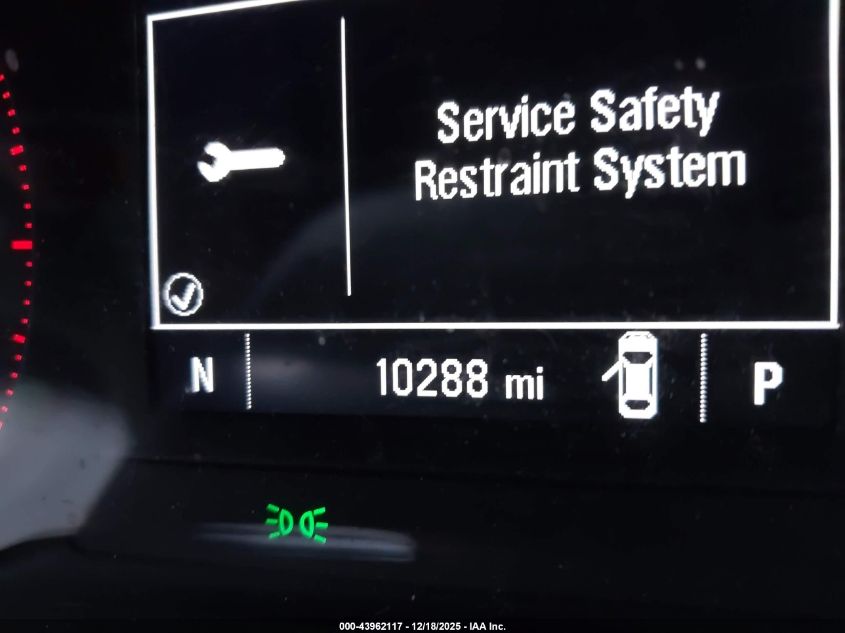 Service Safety
Restraint System
N 10288 mi P
000-43962117 - 12/18/2025 - IAA Inc.